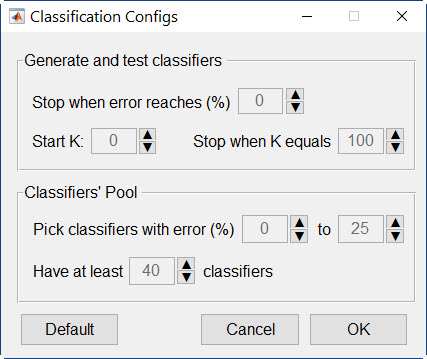 Classification Configs
Generate and test classifiers
Stop when error reaches (%) 0
Start K: 0 Stop when K equals 100
Classifiers' Pool
Pick classifiers with error (%) 0 to 25
Have at least 40 classifiers
Default Cancel OK